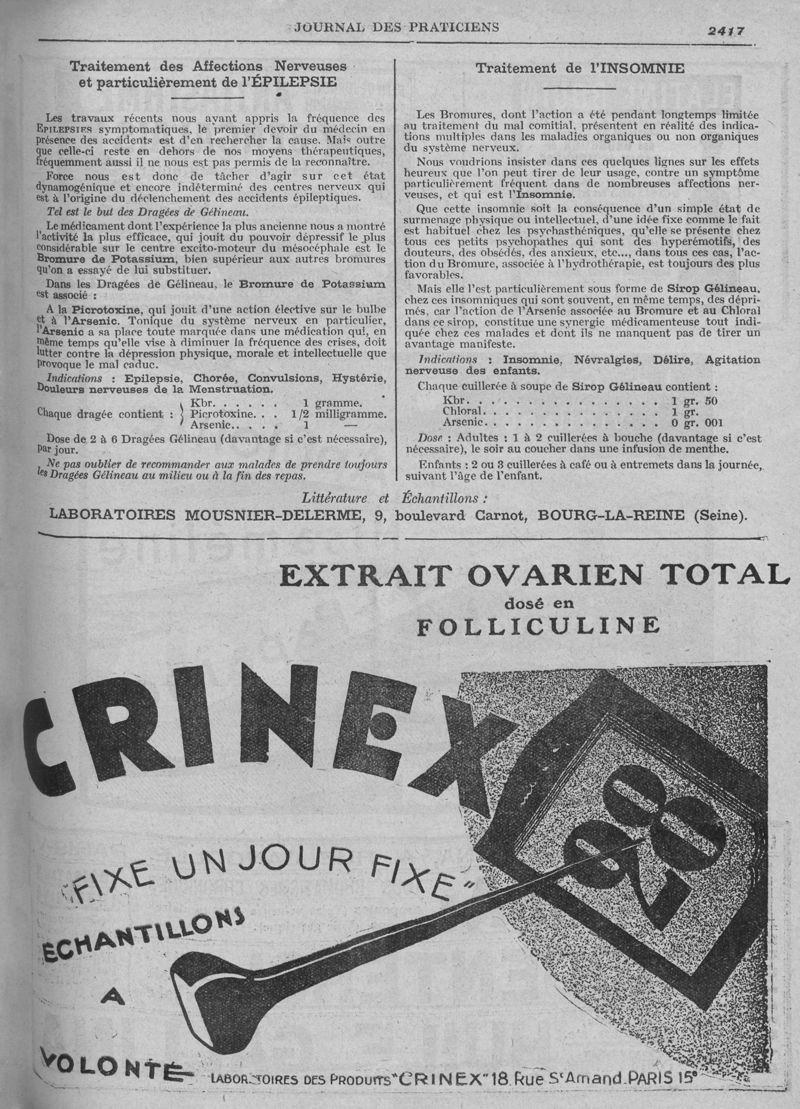 JOURNAL DES PRATICIENS
2417
Traitement des Affections Nerveuses
et particulièrement de l'ÉPILEPSIE
Les travaux récents nous ayant appris la fréquence des
EPILEPSIES symptomatiques, le premier devoir du médecin en
présence des accidents est d'en rechercher la cause. Mais outre
que celle-ci reste en dehors de nos moyens thérapeutiques,
fréquemment aussi il ne nous est pas permis de la reconnaître.
Force nous est donc de tâcher d'agir sur cet état
dynamogénique et encore indéterminé des centres nerveux qui
est à l'origine du déclenchement des accidents épileptiques.
Tel est le but des Dragées de Gélineau.
Le médicament dont l'expérience la plus ancienne nous a montré
l'activité la plus efficace, qui jouit du pouvoir dépressif le plus
considérable sur le centre excito-moteur du mésocéphale est le
Bromure de Potassium, bien supérieur aux autres bromures
qu'on a essayé de lui substituer.
Dans les Dragées de Gélineau, le Bromure de Potassium
est associé :
A la Picrotoxine, qui jouit d'une action élective sur le bulbe
et à l'Arsenic. Tonique du système nerveux en particulier,
l'Arsenic a sa place toute marquée dans une médication qui, en
même temps qu'elle vise à diminuer la fréquence des crises, doit
lutter contre la dépression physique, morale et intellectuelle que
provoque le mal caduc.
Indications : Epilepsie, Chorée, Convulsions, Hystérie,
Douleurs nerveuses de la Menstruation.
Kbr. . . . . . 1 gramme.
Chaque dragée contient : Picrotoxine. . . 1/2 milligramme.
Arsenic. . . . . 1 —
Dose de 2 à 6 Dragées Gélineau (davantage si c'est nécessaire),
par jour.
Ne pas oublier de recommander aux malades de prendre toujours
les Dragées Gélineau au milieu ou à la fin des repas.
Traitement de l'INSOMNIE
Les Bromures, dont l'action a été pendant longtemps limitée
au traitement du mal comitial, présentent en réalité des indica-
tions multiples dans les maladies organiques ou non organiques
du système nerveux.
Nous voudrions insister dans ces quelques lignes sur les effets
heureux que l'on peut tirer de leur usage, contre un symptôme
particulièrement fréquent dans de nombreuses affections ner-
veuses, et qui est l'Insomnie.
Que cette insomnie soit la conséquence d'un simple état de
surmenage physique ou intellectuel, d'une idée fixe comme le fait
est habituel chez les psychasthéniques, qu'elle se présente chez
tous ces petits psychopathes qui sont des hyperémotifs, des
douteurs, des obsédés, des anxieux, etc..., dans tous ces cas, l'ac-
tion du Bromure, associée à l'hydrothérapie, est toujours des plus
favorables.
Mais elle l'est particulièrement sous forme de Sirop Gélineau,
chez ces insomniques qui sont souvent, en même temps, des dépri-
més, car l'action de l'Arsenic associée au Bromure et au Chloral
dans ce sirop, constitue une synergie médicamenteuse tout indi-
quée chez ces malades et dont ils ne manquent pas de tirer un
avantage manifeste.
Indications : Insomnie, Névralgies, Délire, Agitation
nerveuse des enfants.
Chaque cuillerée à soupe de Sirop Gélineau contient :
Kbr. . . . . . . . . . . . . . . 1 gr. 50
Chloral. . . . . . . . . . . . . . 1 gr.
Arsenic. . . . . . . . . . . . . . 0 gr. 001
Dose : Adultes : 1 à 2 cuillerées à bouche (davantage si c'est
nécessaire), le soir au coucher dans une infusion de menthe.
Enfants : 2 ou 3 cuillerées à café ou à entremets dans la journée,
suivant l'âge de l'enfant.
Littérature et Échantillons :
LABORATOIRES MOUSNIER-DELERME, 9, boulevard Carnot, BOURG-LA-REINE (Seine).
EXTRAIT OVARIEN TOTAL
dosé en
FOLLICULINE
CRINEX
28
"FIXE UN JOUR FIXE"
ECHANTILLONS
A
VOLONTÉ
LABORATOIRES DES PRODUITS "CRINEX" 18 Rue St Amand. PARIS 15e